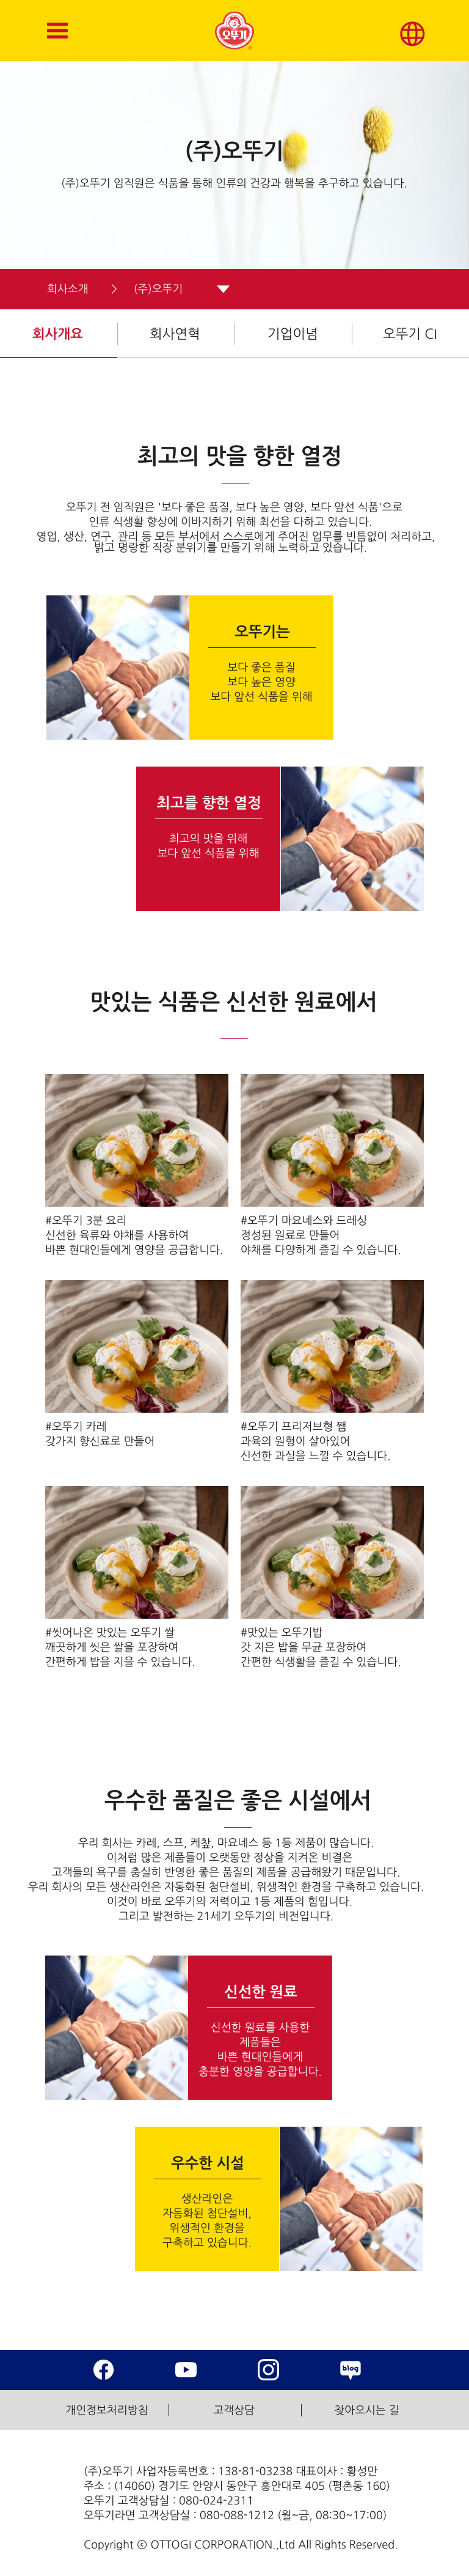 오뚜기
(주)오뚜기
(주)오뚜기 임직원은 식품을 통해 인류의 건강과 행복을 추구하고 있습니다.
회사소개 > (주)오뚜기
회사개요 회사연혁 기업이념 오뚜기 CI
최고의 맛을 향한 열정
오뚜기 전 임직원은 '보다 좋은 품질, 보다 높은 영양, 보다 앞선 식품'으로
인류 식생활 향상에 이바지하기 위해 최선을 다하고 있습니다.
영업, 생산, 연구, 관리 등 모든 부서에서 스스로에게 주어진 업무를 빈틈없이 처리하고,
밝고 명랑한 직장 분위기를 만들기 위해 노력하고 있습니다.
오뚜기는
보다 좋은 품질
보다 높은 영양
보다 앞선 식품을 위해
최고를 향한 열정
최고의 맛을 위해
보다 앞선 식품을 위해
맛있는 식품은 신선한 원료에서
#오뚜기 3분 요리
신선한 육류와 야채를 사용하여
바쁜 현대인들에게 영양을 공급합니다.
#오뚜기 마요네스와 드레싱
정성된 원료로 만들어
야채를 다양하게 즐길 수 있습니다.
#오뚜기 카레
갖가지 향신료로 만들어
#오뚜기 프리저브형 쨈
과육의 원형이 살아있어
신선한 과실을 느낄 수 있습니다.
#씻어나온 맛있는 오뚜기 쌀
깨끗하게 씻은 쌀을 포장하여
간편하게 밥을 지을 수 있습니다.
#맛있는 오뚜기밥
갓 지은 밥을 무균 포장하여
간편한 식생활을 즐길 수 있습니다.
우수한 품질은 좋은 시설에서
우리 회사는 카레, 스프, 케찲, 마요네스 등 1등 제품이 많습니다.
이처럼 많은 제품들이 오랫동안 정상을 지켜온 비결은
고객들의 욕구를 충실히 반영한 좋은 품질의 제품을 공급해왔기 때문입니다.
우리 회사의 모든 생산라인은 자동화된 첨단설비, 위생적인 환경을 구축하고 있습니다.
이것이 바로 오뚜기의 저력이고 1등 제품의 힘입니다.
그리고 발전하는 21세기 오뚜기의 비전입니다.
신선한 원료
신선한 원료를 사용한
제품들은
바쁜 현대인들에게
충분한 영양을 공급합니다.
우수한 시설
생산라인은
자동화된 첨단설비,
위생적인 환경을
구축하고 있습니다.
blog
개인정보처리방침 고객상담 찾아오시는 길
(주)오뚜기 사업자등록번호 : 138-81-03238 대표이사 : 황성만
주소 : (14060) 경기도 안양시 동안구 흥안대로 405 (평촌동 160)
오뚜기 고객상담실 : 080-024-2311
오뚜기라면 고객상담실 : 080-088-1212 (월~금, 08:30~17:00)
Copyright ⓒ OTTOGI CORPORATION.,Ltd All Rights Reserved.